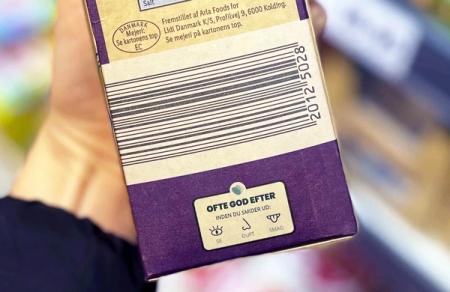 Salt
DANMARK
Mejeri:
Se kartonens top
EC
Fremstillet af Arla Foods for
Lidl Danmark K/S, Profilvej 9, 6000 Kolding.
Se mejeri på kartonens top.
2012 5028
OFTE GOD EFTER
INDEN DU SMIDER UD:
SE
DUFT
SMAG